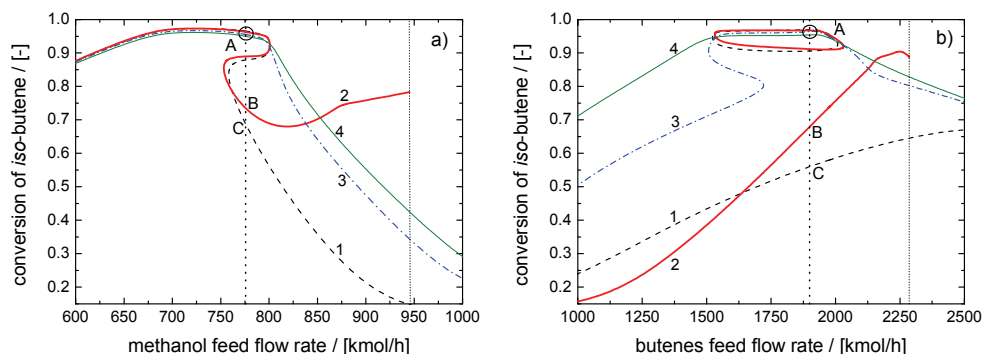 a)
conversion of iso-butene / [-]
1.0
0.9
0.8
0.7
0.6
0.5
0.4
0.3
0.2
A
B
C
2
4
3
1
600 650 700 750 800 850 900 950 1000
methanol feed flow rate / [kmol/h]
b)
conversion of iso-butene / [-]
1.0
0.9
0.8
0.7
0.6
0.5
0.4
0.3
0.2
4
A
3
B
C
1
2
1000 1250 1500 1750 2000 2250 2500
butenes feed flow rate / [kmol/h]